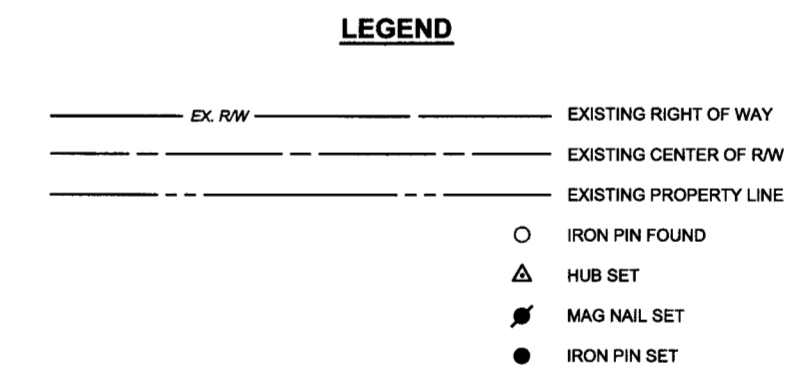 LEGEND
EX. R/W EXISTING RIGHT OF WAY
EXISTING CENTER OF R/W
EXISTING PROPERTY LINE
IRON PIN FOUND
HUB SET
MAG NAIL SET
IRON PIN SET